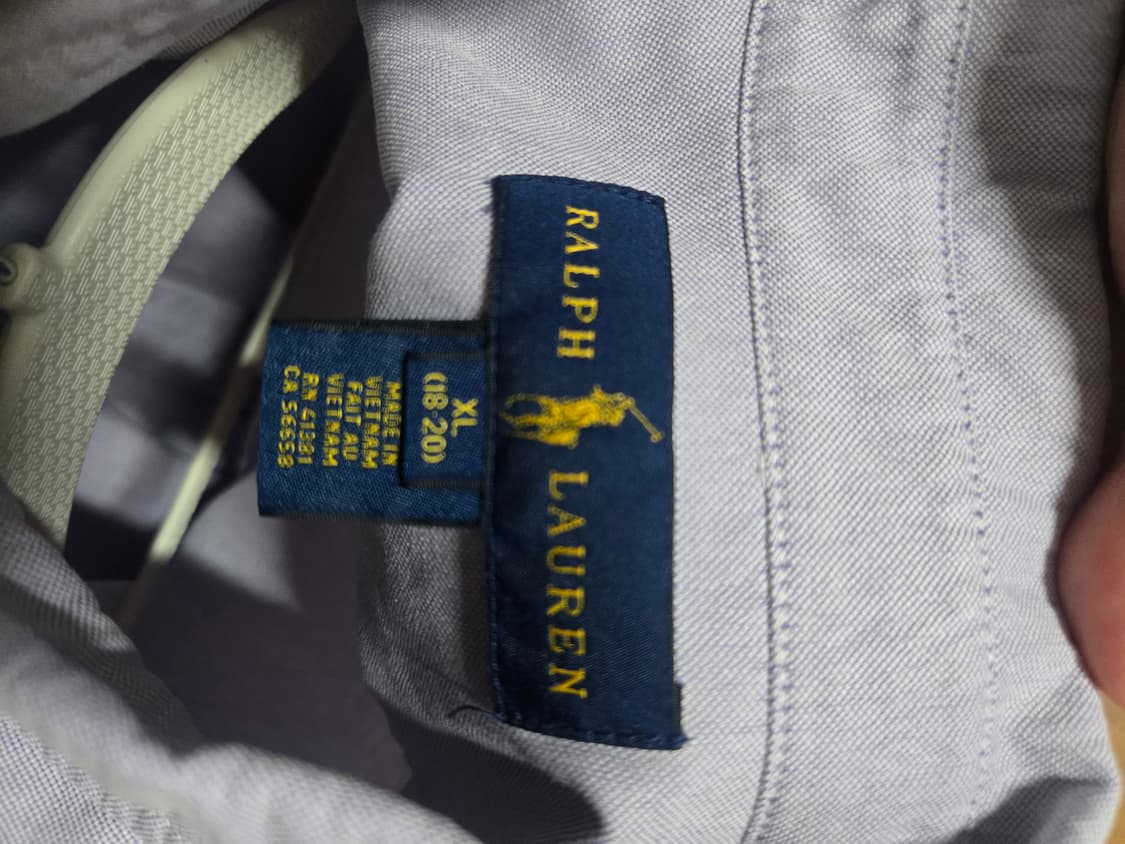 RALPH LAUREN
XL
(18-20)
MADE IN
VIETNAM
FAIT AU
VIETNAM
RN 41381
CA 56658